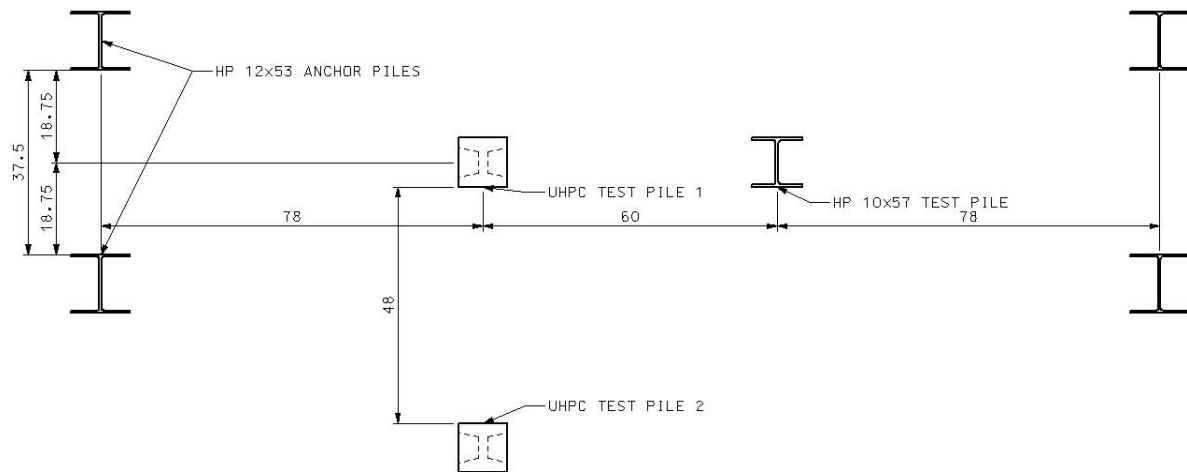 HP 12x53 ANCHOR PILES
18.75
37.5
18.75
UHPC TEST PILE 1
HP 10x57 TEST PILE
78
60
78
48
UHPC TEST PILE 2